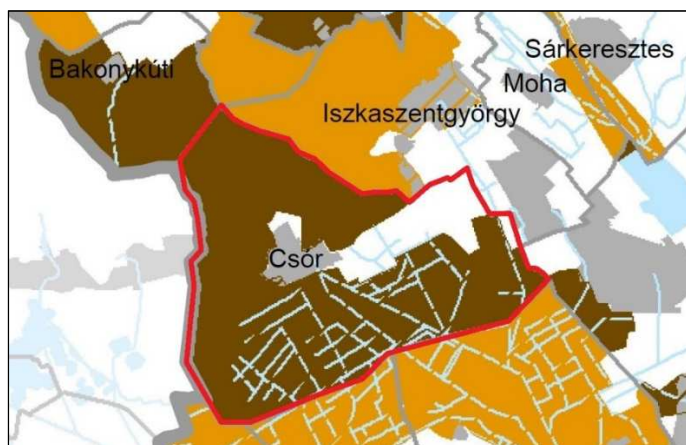 Sárkeresztes
Bakonykúti
Moha
Iszkaszentgyörgy
Csór